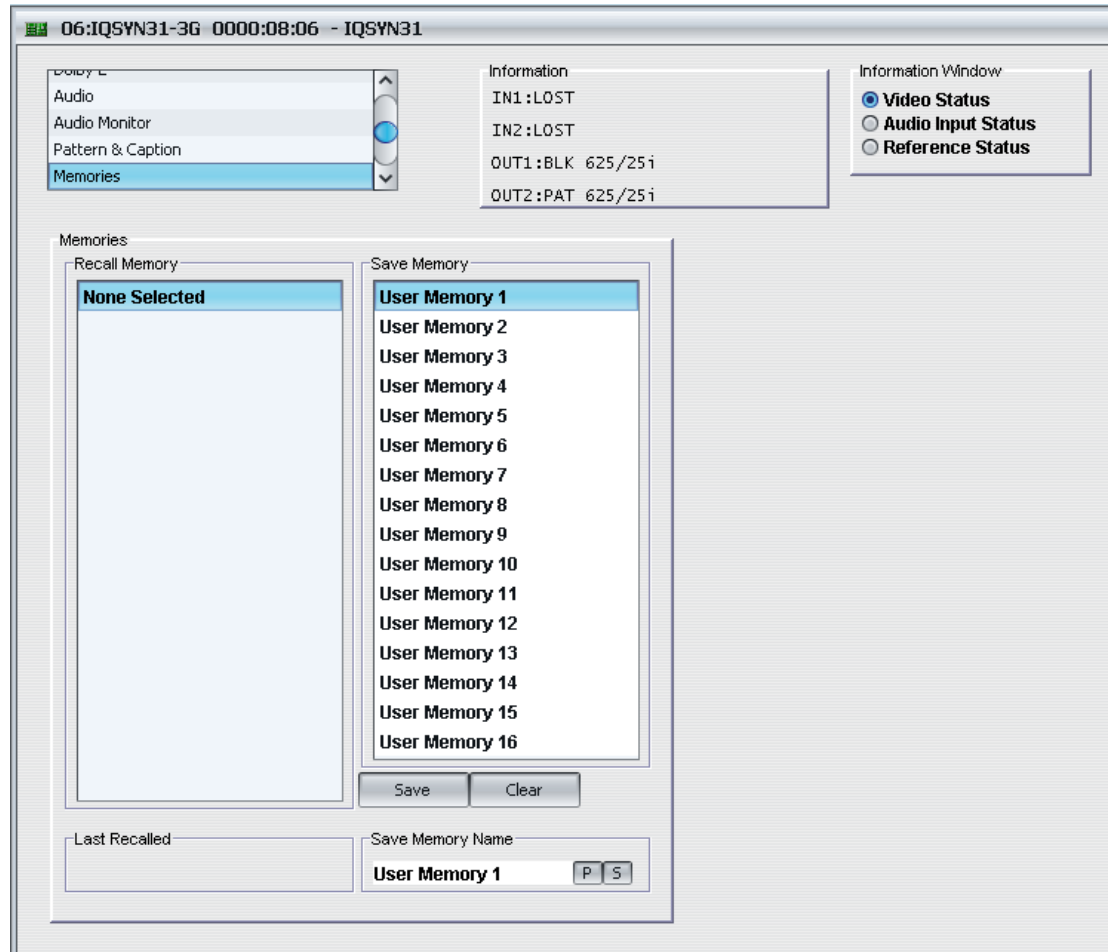 06:IQSYN31-3G 0000:08:06 - IQSYN31
Dolby E
Audio
Audio Monitor
Pattern & Caption
Memories
Information
IN1:LOST
IN2:LOST
OUT1:BLK 625/25i
OUT2:PAT 625/25i
Information Window
Video Status
Audio Input Status
Reference Status
Memories
Recall Memory
None Selected
Save Memory
User Memory 1
User Memory 2
User Memory 3
User Memory 4
User Memory 5
User Memory 6
User Memory 7
User Memory 8
User Memory 9
User Memory 10
User Memory 11
User Memory 12
User Memory 13
User Memory 14
User Memory 15
User Memory 16
Save Clear
Last Recalled
Save Memory Name
User Memory 1 P S